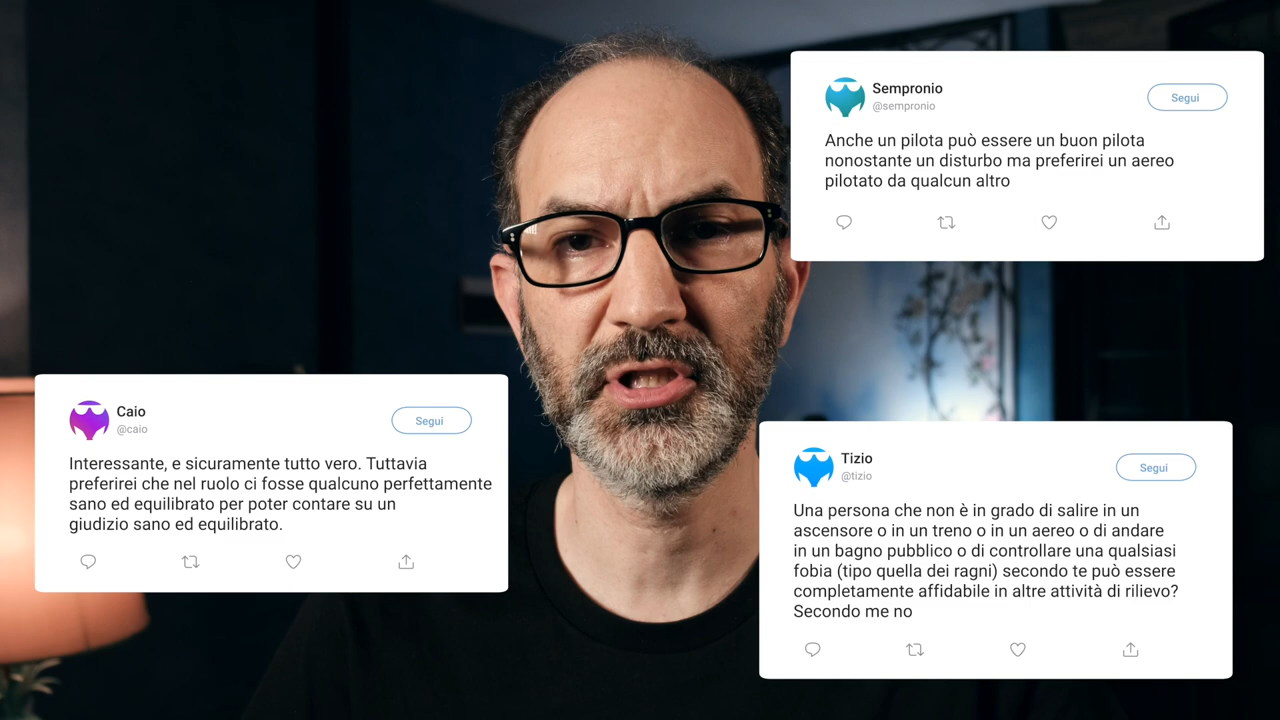 Sempronio
@sempronio
Segui
Anche un pilota può essere un buon pilota
nonostante un disturbo ma preferirei un aereo
pilotato da qualcun altro
Caio
@caio
Segui
Interessante, e sicuramente tutto vero. Tuttavia
preferirei che nel ruolo ci fosse qualcuno perfettamente
sano ed equilibrato per poter contare su un
giudizio sano ed equilibrato.
Tizio
@tizio
Segui
Una persona che non è in grado di salire in un
ascensore o in un treno o in un aereo o di andare
in un bagno pubblico o di controllare una qualsiasi
fobia (tipo quella dei ragni) secondo te può essere
completamente affidabile in altre attività di rilievo?
Secondo me no